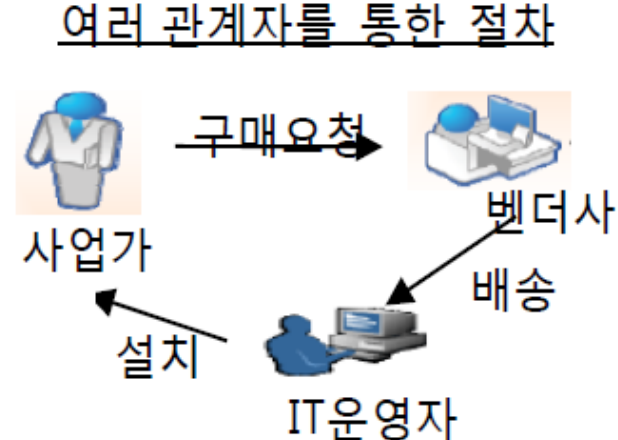 여러 관계자를 통한 절차
구매요청
사업가
벤더사
배송
설치
IT운영자